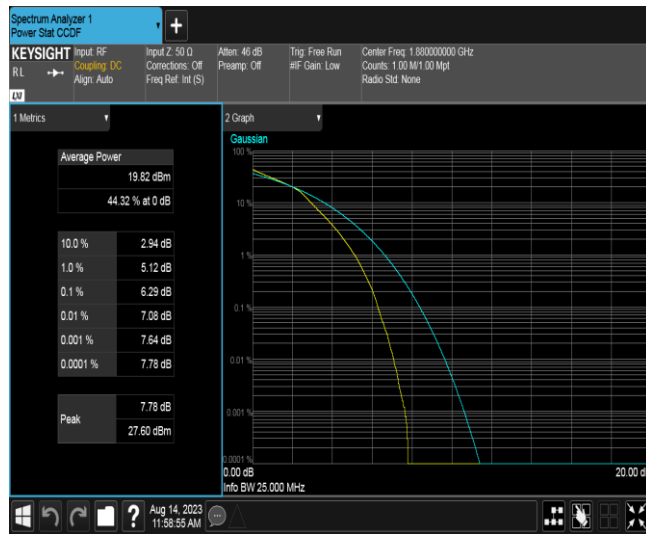 Spectrum Analyzer 1
Power Stat CCDF
+
KEYSIGHT
RL
LXI
Input: RF
Coupling: DC
Align: Auto
Input Z: 50 Ω
Corrections: Off
Freq Ref: Int (S)
Atten: 46 dB
Preamp: Off
Trig: Free Run
#IF Gain: Low
Center Freq: 1.880000000 GHz
Counts: 1.00 M/1.00 Mpt
Radio Std: None
1 Metrics
Average Power
19.82 dBm
44.32 % at 0 dB
10.0 % 2.94 dB
1.0 % 5.12 dB
0.1 % 6.29 dB
0.01 % 7.08 dB
0.001 % 7.64 dB
0.0001 % 7.78 dB
Peak
7.78 dB
27.60 dBm
2 Graph
Gaussian
100 %
10 %
1 %
0.1 %
0.01 %
0.001 %
0.0001 %
0.00 dB
20.00 d
Info BW 25.000 MHz
?
Aug 14, 2023
11:58:55 AM